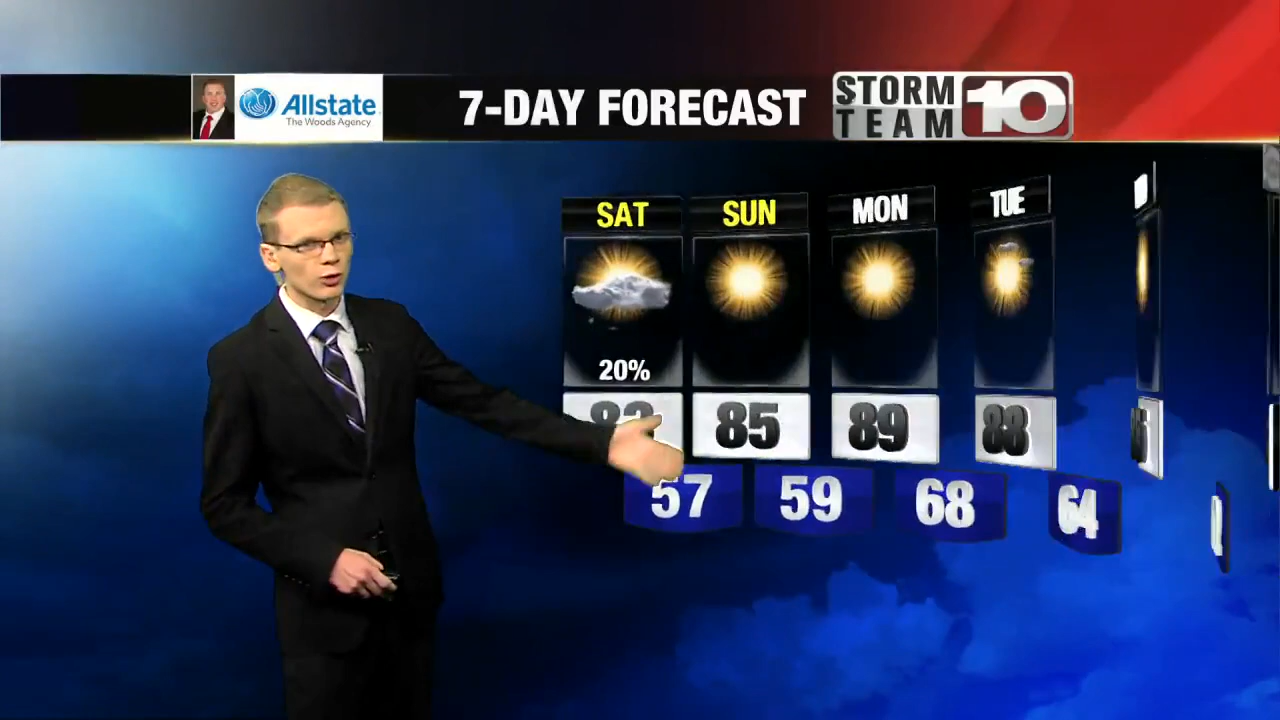 Allstate
The Woods Agency
7-DAY FORECAST
STORM
TEAM
10
SAT SUN MON TUE
20%
85 89 88
57 59 68 64